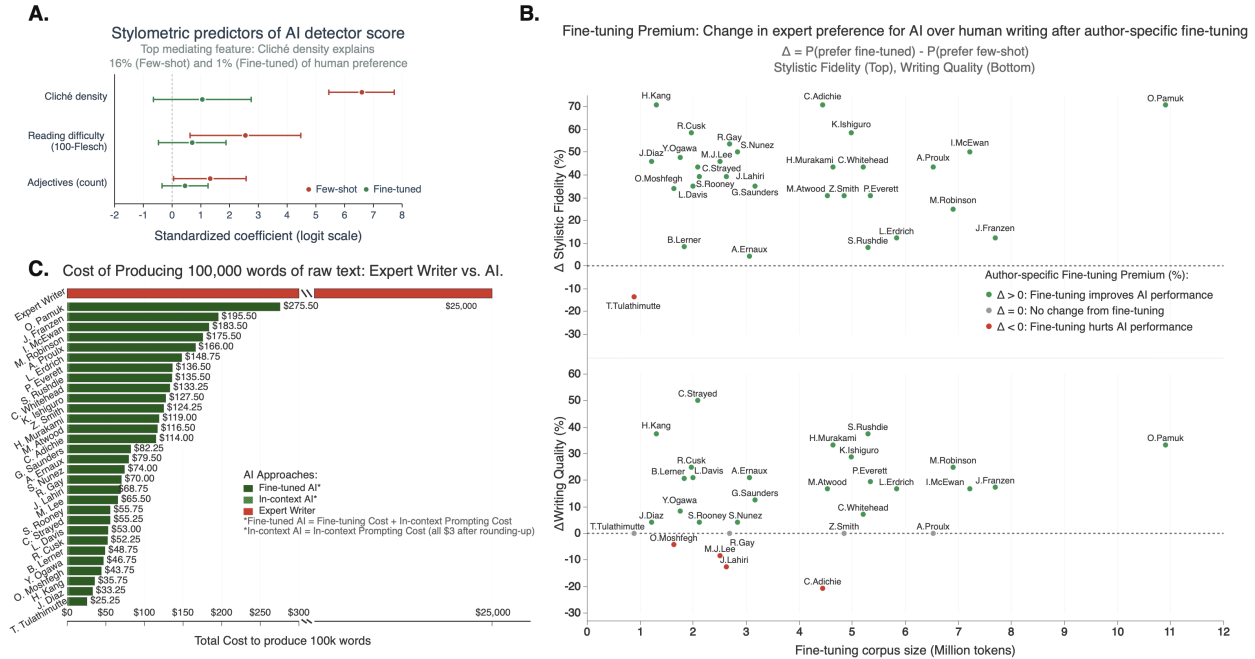 A.
Stylometric predictors of AI detector score
Top mediating feature: Cliché density explains
16% (Few-shot) and 1% (Fine-tuned) of human preference
Cliché density
Reading difficulty
(100-Flesch)
Adjectives (count)
Few-shot Fine-tuned
-2 -1 0 1 2 3 4 5 6 7 8
Standardized coefficient (logit scale)
C. Cost of Producing 100,000 words of raw text: Expert Writer vs. AI.
Expert Writer $25,000
O. Pamuk $275.50
J. Franzen $195.50
I. McEwan $183.50
M. Robinson $175.50
A. Proulx $166.00
L. Erdrich $148.75
P. Everett $136.50
S. Rushdie $135.50
C. Whitehead $133.25
K. Ishiguro $127.50
Z. Smith $124.25
H. Murakami $119.00
M. Atwood $116.50
C. Adichie $114.00
G. Saunders $82.25
A. Ernaux $79.50
S. Nunez $74.00
R. Gay $70.00
J. Lahiri $68.75
M. Lee $65.50
S. Rooney $55.75
C. Strayed $55.25
L. Davis $53.00
R. Cusk $52.25
B. Lerner $48.75
Y. Ogawa $46.75
O. Moshfegh $43.75
H. Kang $35.75
J. Diaz $33.25
T. Tulathimutte $25.25
AI Approaches:
Fine-tuned AI*
In-context AI*
Expert Writer
*Fine-tuned AI = Fine-tuning Cost + In-context Prompting Cost
*In-context AI = In-context Prompting Cost (all $3 after rounding-up)
$0 $50 $100 $150 $200 $250 $300 $25,000
Total Cost to produce 100k words
B.
Fine-tuning Premium: Change in expert preference for AI over human writing after author-specific fine-tuning
Δ = P(prefer fine-tuned) - P(prefer few-shot)
Stylistic Fidelity (Top), Writing Quality (Bottom)
Δ Stylistic Fidelity (%)
70
60
50
40
30
20
10
0
-10
-20
-30
H.Kang
C.Adichie
O.Pamuk
R.Cusk
K.Ishiguro
R.Gay
S.Nunez
I.McEwan
J.Diaz
Y.Ogawa
M.J.Lee
C.Strayed
H.Murakami
C.Whitehead
A.Proulx
O.Moshfegh
S.Rooney
J.Lahiri
L.Davis
G.Saunders
M.Atwood
Z.Smith
P.Everett
M.Robinson
B.Lerner
A.Ernaux
S.Rushdie
L.Erdrich
J.Franzen
T.Tulathimutte
Author-specific Fine-tuning Premium (%):
Δ > 0: Fine-tuning improves AI performance
Δ = 0: No change from fine-tuning
Δ < 0: Fine-tuning hurts AI performance
ΔWriting Quality (%)
60
50
40
30
20
10
0
-10
-20
-30
C.Strayed
H.Kang
S.Rushdie
H.Murakami
K.Ishiguro
O.Pamuk
R.Cusk
B.Lerner
L.Davis
A.Ernaux
P.Everett
M.Robinson
M.Atwood
L.Erdrich
I.McEwan
J.Franzen
G.Saunders
Y.Ogawa
C.Whitehead
J.Diaz
S.Rooney
S.Nunez
T.Tulathimutte
Z.Smith
A.Proulx
O.Moshfegh
R.Gay
M.J.Lee
J.Lahiri
C.Adichie
0 1 2 3 4 5 6 7 8 9 10 11 12
Fine-tuning corpus size (Million tokens)